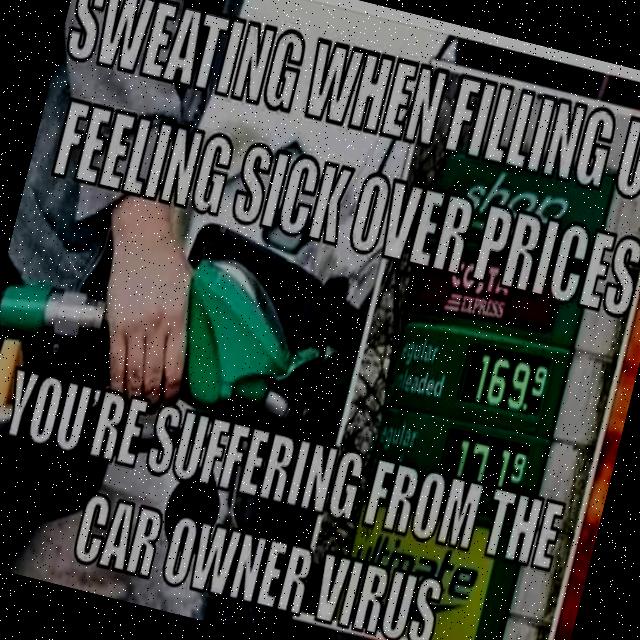 SWEATING WHEN FILLING U
FEELING SICK OVER PRICES
shop
169.9
171.9
YOU'RE SUFFERING FROM THE
CAR OWNER VIRUS